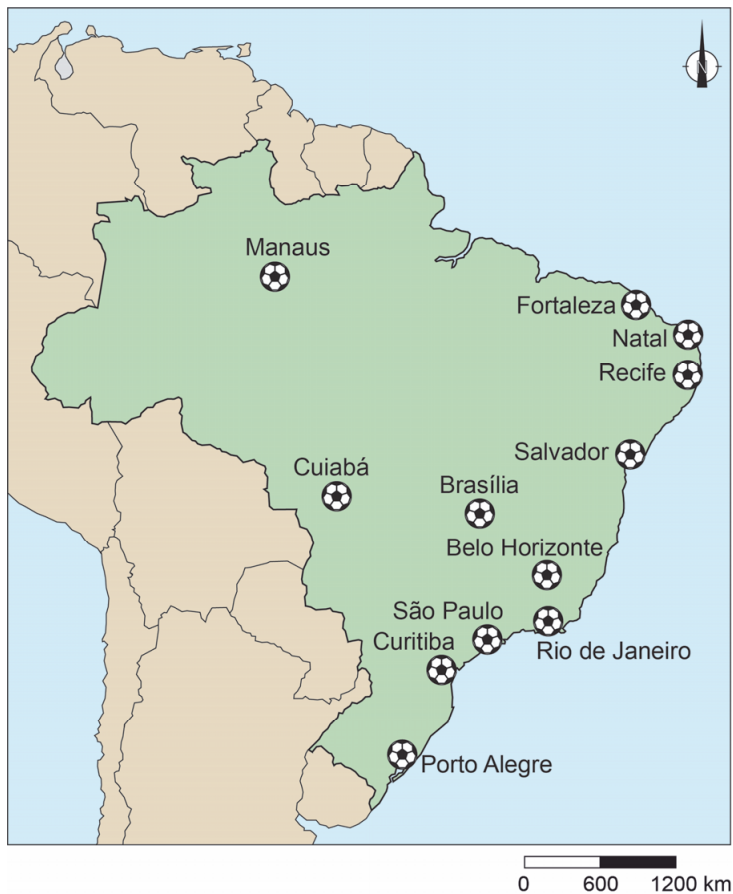 N
Manaus
Fortaleza
Natal
Recife
Salvador
Cuiabá
Brasília
Belo Horizonte
São Paulo
Curitiba
Rio de Janeiro
Porto Alegre
0 600 1200 km